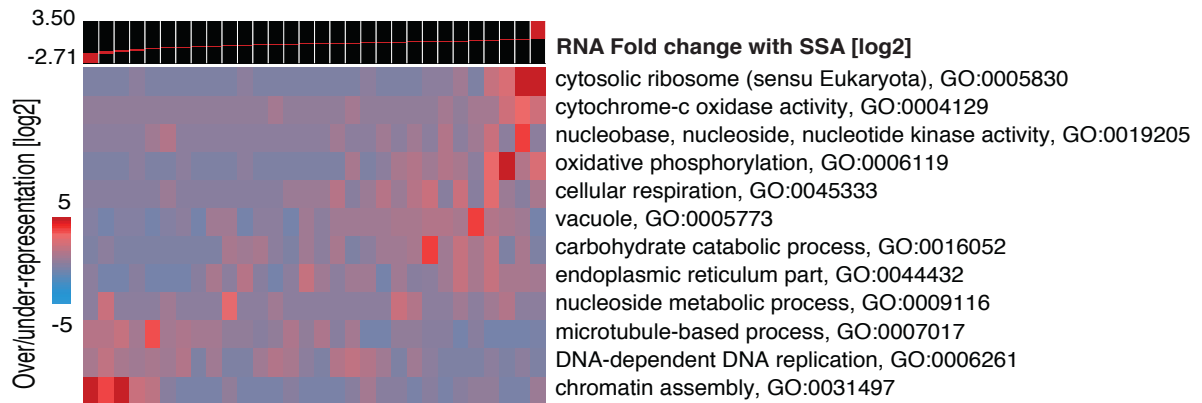 3.50
-2.71
RNA Fold change with SSA [log2]
cytosolic ribosome (sensu Eukaryota), GO:0005830
cytochrome-c oxidase activity, GO:0004129
nucleobase, nucleoside, nucleotide kinase activity, GO:0019205
oxidative phosphorylation, GO:0006119
cellular respiration, GO:0045333
vacuole, GO:0005773
carbohydrate catabolic process, GO:0016052
endoplasmic reticulum part, GO:0044432
nucleoside metabolic process, GO:0009116
microtubule-based process, GO:0007017
DNA-dependent DNA replication, GO:0006261
chromatin assembly, GO:0031497
Over/under-representation [log2]
5
-5